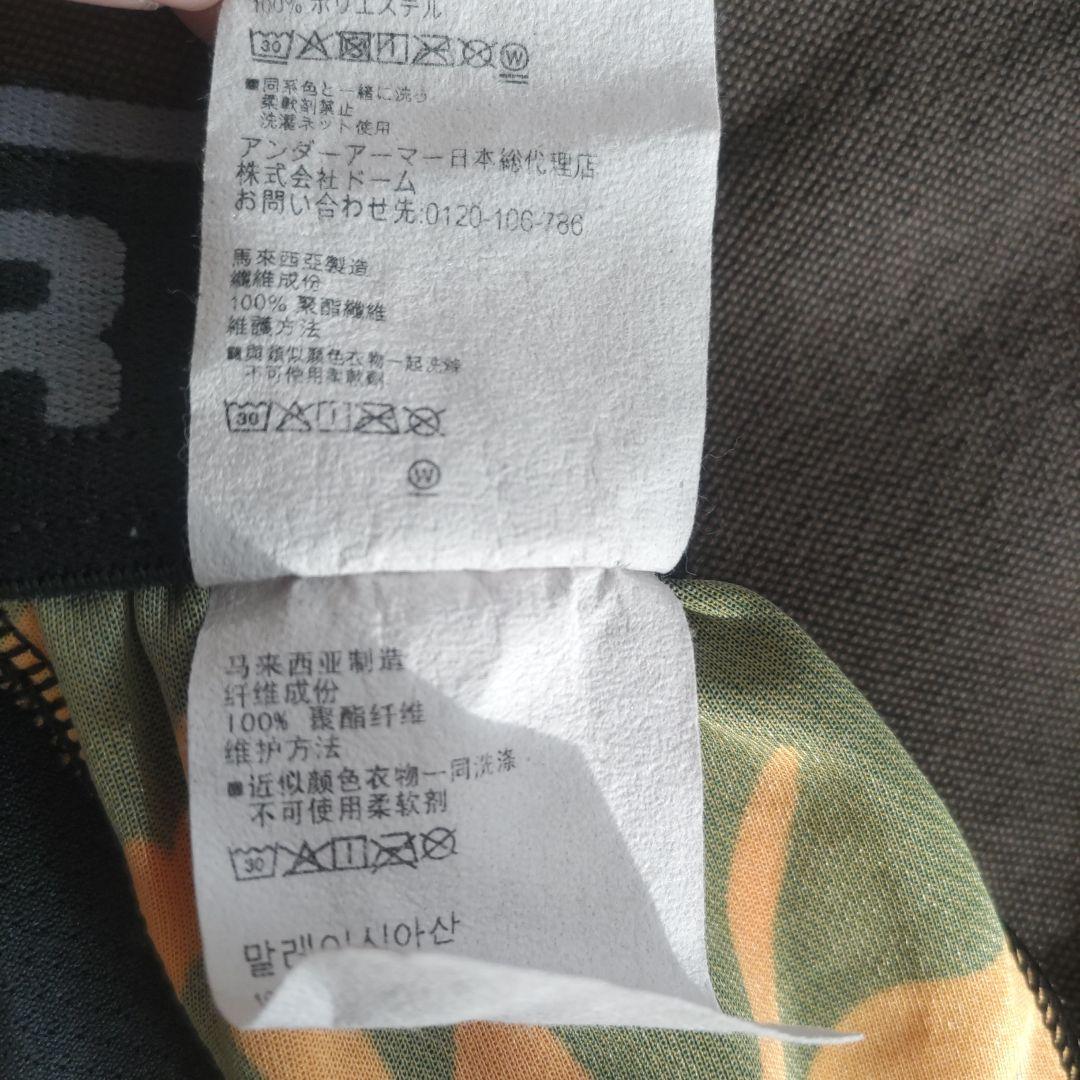 100% ポリエステル
30 W
■同系色と一緒に洗う
柔軟剤禁止
洗濯ネット使用
アンダーアーマー日本総代理店
株式会社ドーム
お問い合わせ先:0120-106-786
馬來西亞製造
纖維成份
100% 聚酯纖維
維護方法
■與類似顏色衣物一起洗滌
不可使用柔軟劑
30
W
R
马来西亚制造
纤维成份
100% 聚酯纤维
维护方法
■近似颜色衣物一同洗涤
不可使用柔软剂
30
말레이시아산